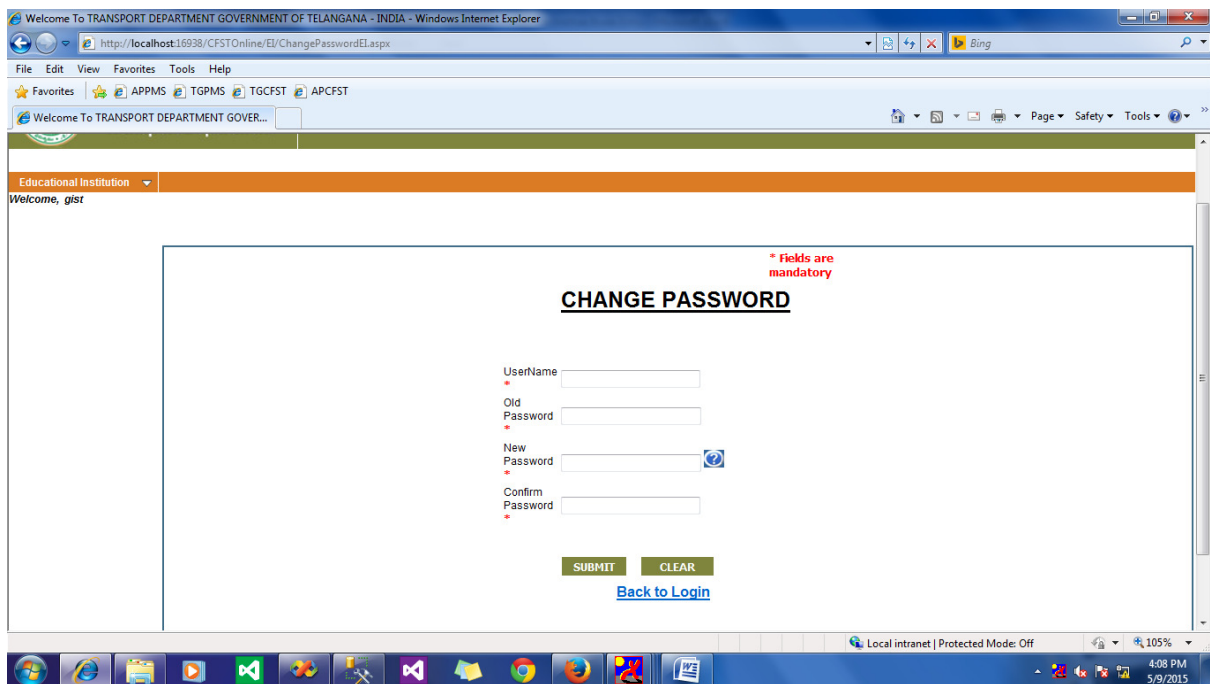 Welcome To TRANSPORT DEPARTMENT GOVERNMENT OF TELANGANA - INDIA - Windows Internet Explorer
http://localhost:16938/CFSTOnline/EI/ChangePasswordEI.aspx
Bing
File Edit View Favorites Tools Help
Favorites APPMS TGPMS TGCFST APCFST
Welcome To TRANSPORT DEPARTMENT GOVER...
Page Safety Tools
Educational Institution
Welcome, gist
* Fields are
mandatory
CHANGE PASSWORD
UserName
*
Old
Password
*
New
Password
*
Confirm
Password
*
SUBMIT CLEAR
Back to Login
Local intranet | Protected Mode: Off 105%
4:08 PM
5/9/2015